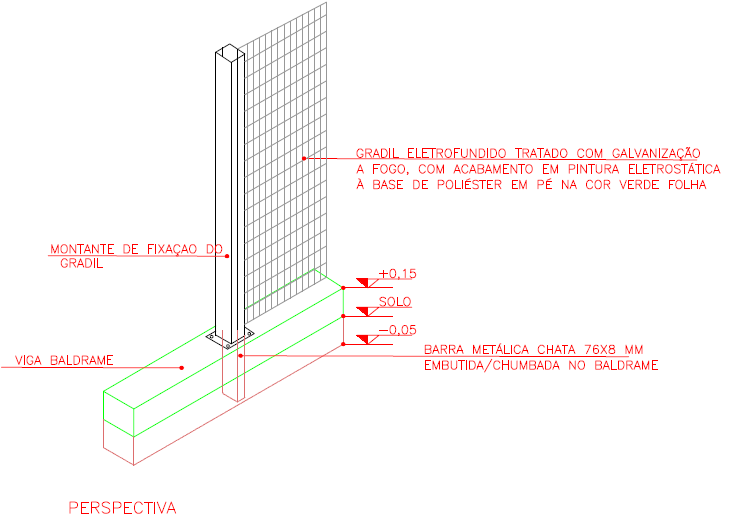 GRADIL ELETROFUNDIDO TRATADO COM GALVANIZAÇÃO
A FOGO, COM ACABAMENTO EM PINTURA ELETROSTÁTICA
À BASE DE POLIÉSTER EM PÉ NA COR VERDE FOLHA
MONTANTE DE FIXAÇAO DO
GRADIL
+0,15
SOLO
-0,05
BARRA METÁLICA CHATA 76X8 MM
EMBUTIDA/CHUMBADA NO BALDRAME
VIGA BALDRAME
PERSPECTIVA